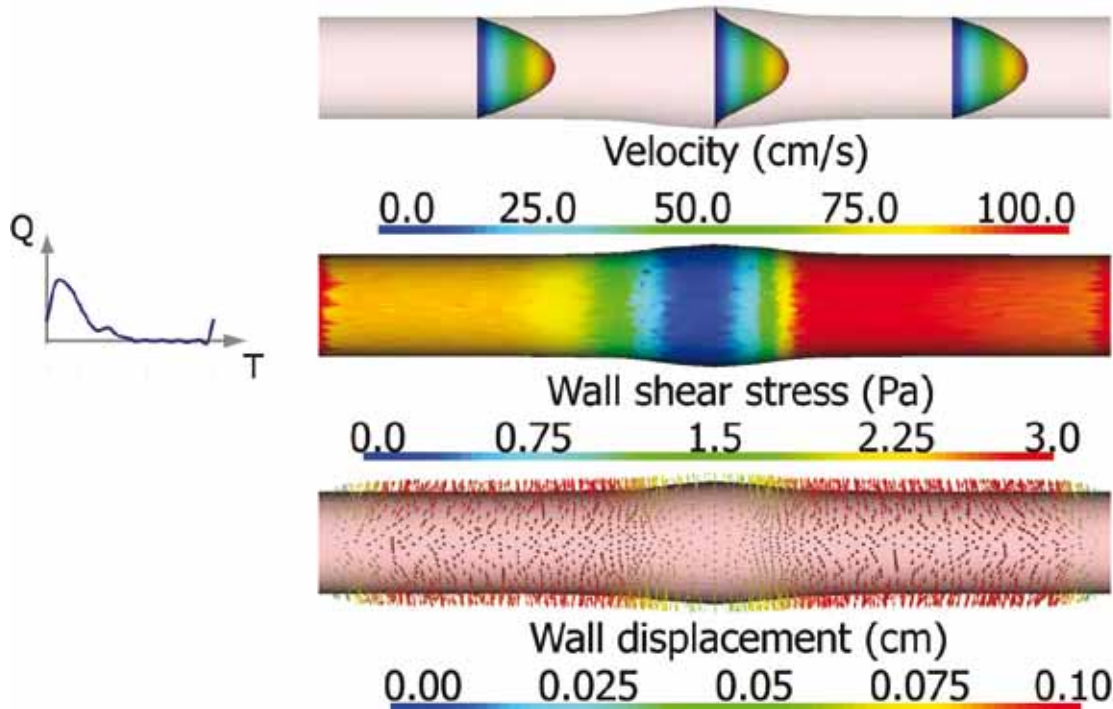 Velocity (cm/s)
0.0 25.0 50.0 75.0 100.0
Q
T
Wall shear stress (Pa)
0.0 0.75 1.5 2.25 3.0
Wall displacement (cm)
0.00 0.025 0.05 0.075 0.10